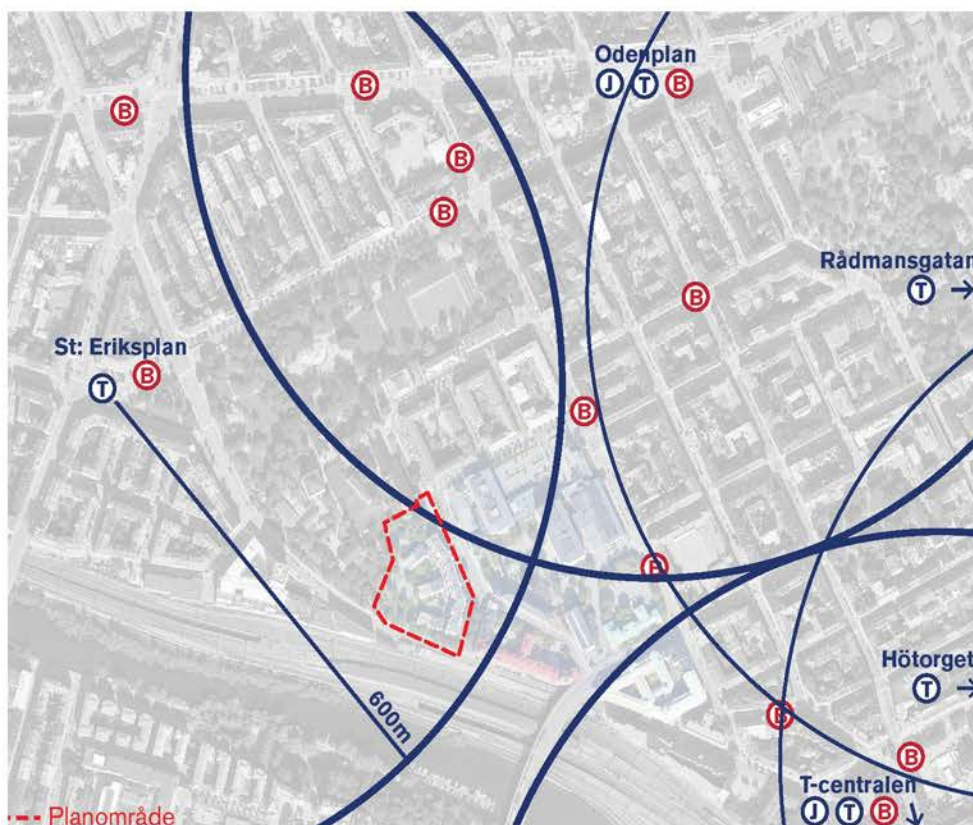 Odenplan
J T B
B
B
B
B
Rådmansgatan
T →
B
St: Eriksplan
T B
B
B
Hötorget
T →
600m
B
B
T-centralen
J T B ↓
Planområde